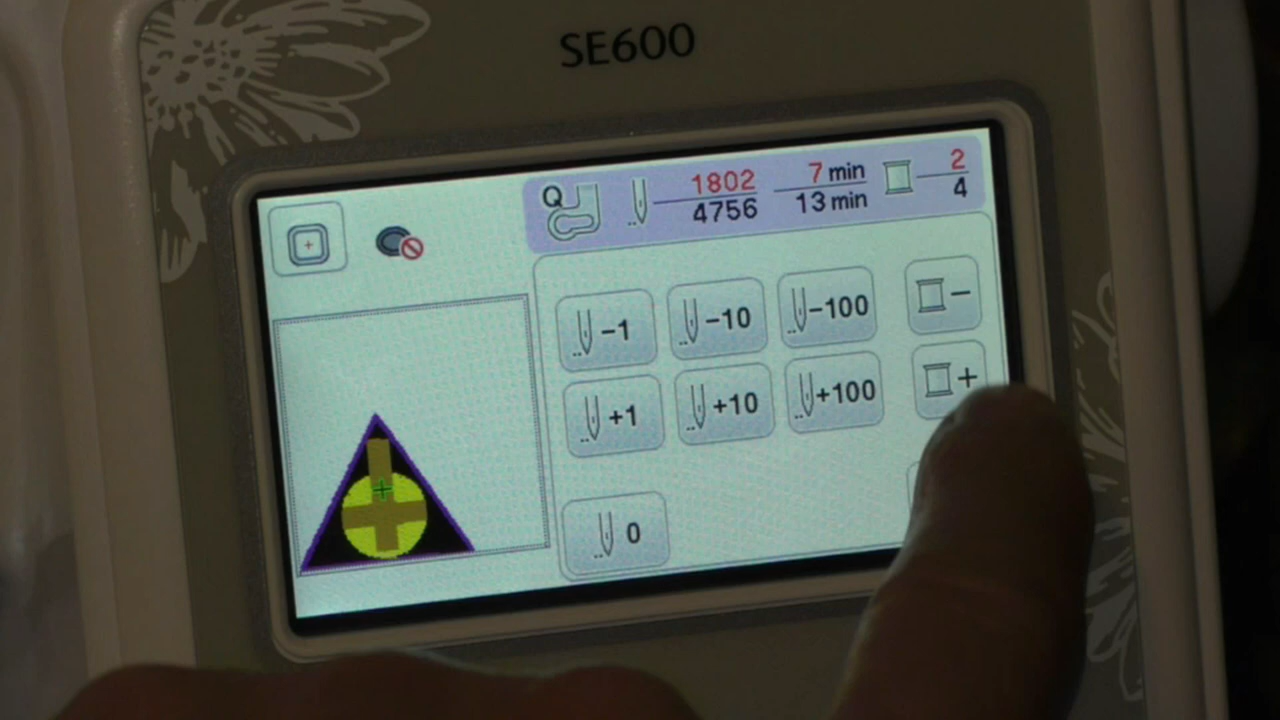 SE600
Q 1802 7 min 2
4756 13 min 4
-1 -10 -100 -
+1 +10 +100 +
0